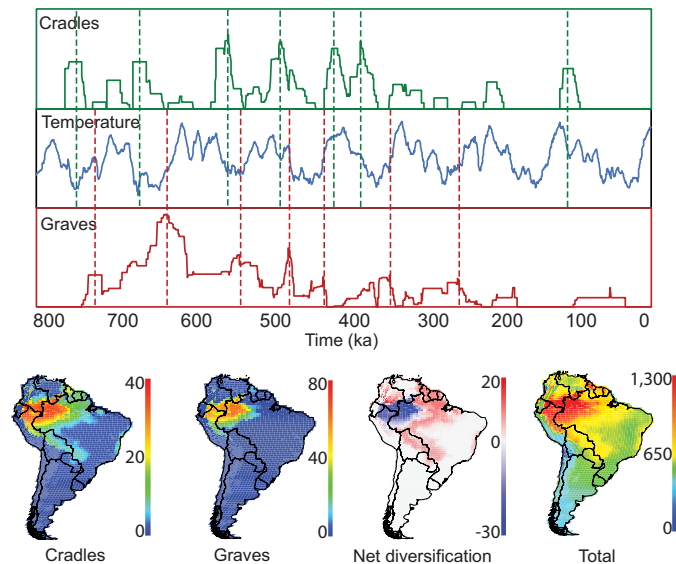 Cradles
Temperature
Graves
800 700 600 500 400 300 200 100 0
Time (ka)
40 80 20 1,300
20 40 0 650
0 0 -30 0
Cradles Graves Net diversification Total